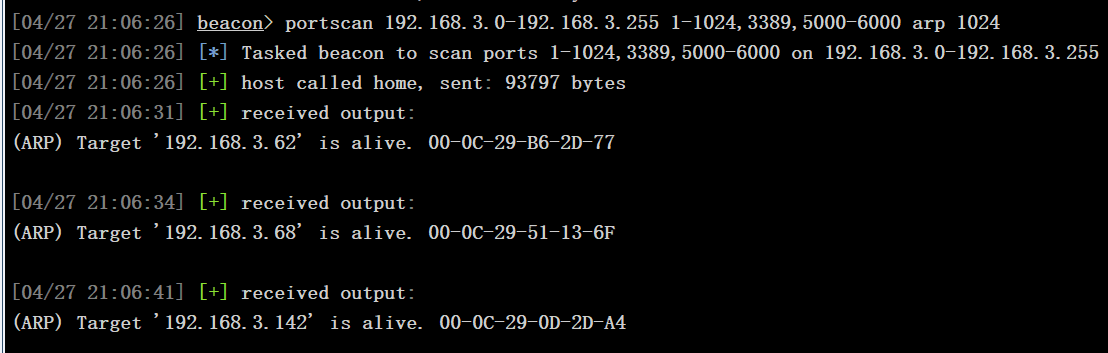 [04/27 21:06:26] beacon> portscan 192.168.3.0-192.168.3.255 1-1024,3389,5000-6000 arp 1024
[04/27 21:06:26] [*] Tasked beacon to scan ports 1-1024,3389,5000-6000 on 192.168.3.0-192.168.3.255
[04/27 21:06:26] [+] host called home, sent: 93797 bytes
[04/27 21:06:31] [+] received output:
(ARP) Target '192.168.3.62' is alive. 00-0C-29-B6-2D-77
[04/27 21:06:34] [+] received output:
(ARP) Target '192.168.3.68' is alive. 00-0C-29-51-13-6F
[04/27 21:06:41] [+] received output:
(ARP) Target '192.168.3.142' is alive. 00-0C-29-0D-2D-A4